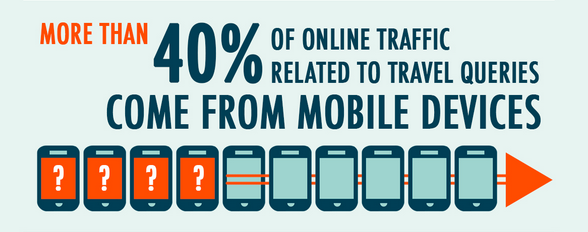 MORE THAN 40% OF ONLINE TRAFFIC
RELATED TO TRAVEL QUERIES
COME FROM MOBILE DEVICES
? ? ? ?